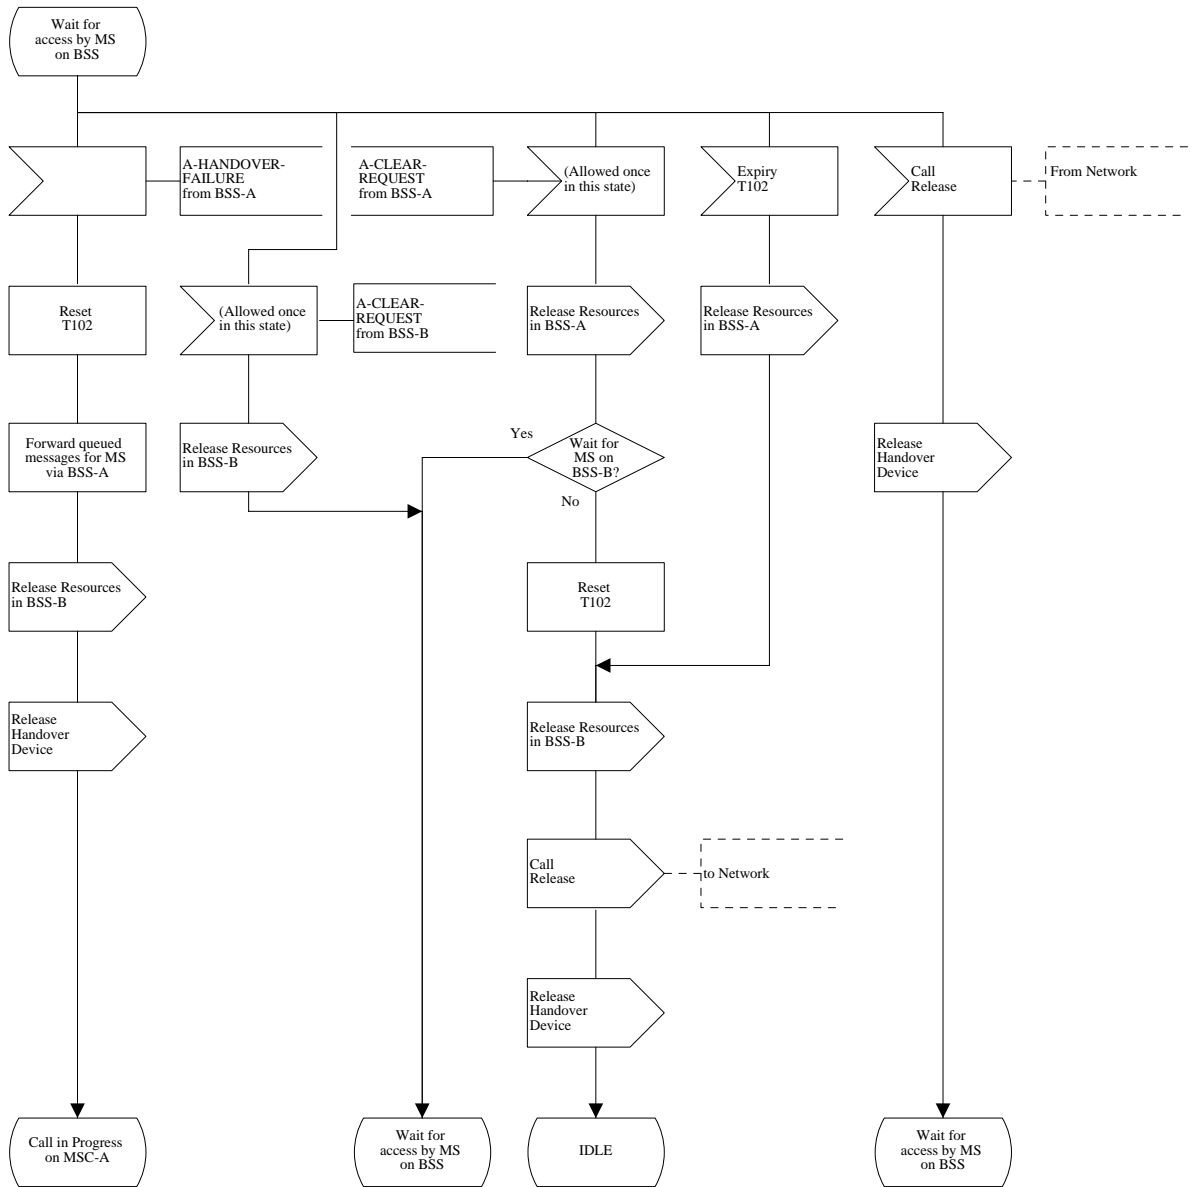 Wait for
access by MS
on BSS
A-HANDOVER-
FAILURE
from BSS-A
A-CLEAR-
REQUEST
from BSS-A
(Allowed once
in this state)
Expiry
T102
Call
Release
From Network
Reset
T102
(Allowed once
in this state)
A-CLEAR-
REQUEST
from BSS-B
Release Resources
in BSS-A
Release Resources
in BSS-A
Forward queued
messages for MS
via BSS-A
Release Resources
in BSS-B
Yes
Wait for
MS on
BSS-B?
No
Release
Handover
Device
Release Resources
in BSS-B
Reset
T102
Release
Handover
Device
Release Resources
in BSS-B
Call
Release
to Network
Release
Handover
Device
Call in Progress
on MSC-A
Wait for
access by MS
on BSS
IDLE
Wait for
access by MS
on BSS